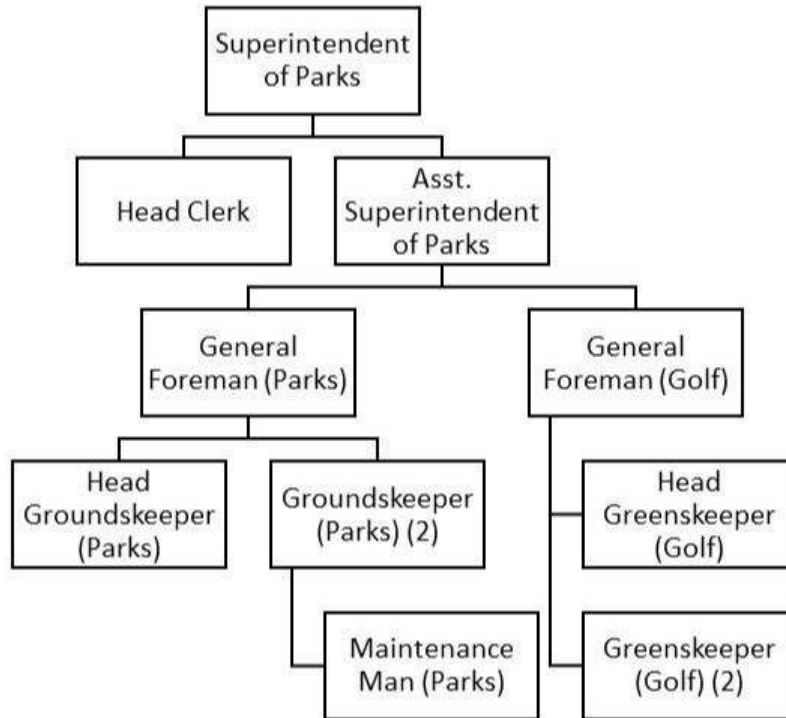 Superintendent
of Parks
Head Clerk
Asst.
Superintendent
of Parks
General
Foreman (Parks)
General
Foreman (Golf)
Head
Groundskeeper
(Parks)
Groundskeeper
(Parks) (2)
Head
Greenskeeper
(Golf)
Maintenance
Man (Parks)
Greenskeeper
(Golf) (2)